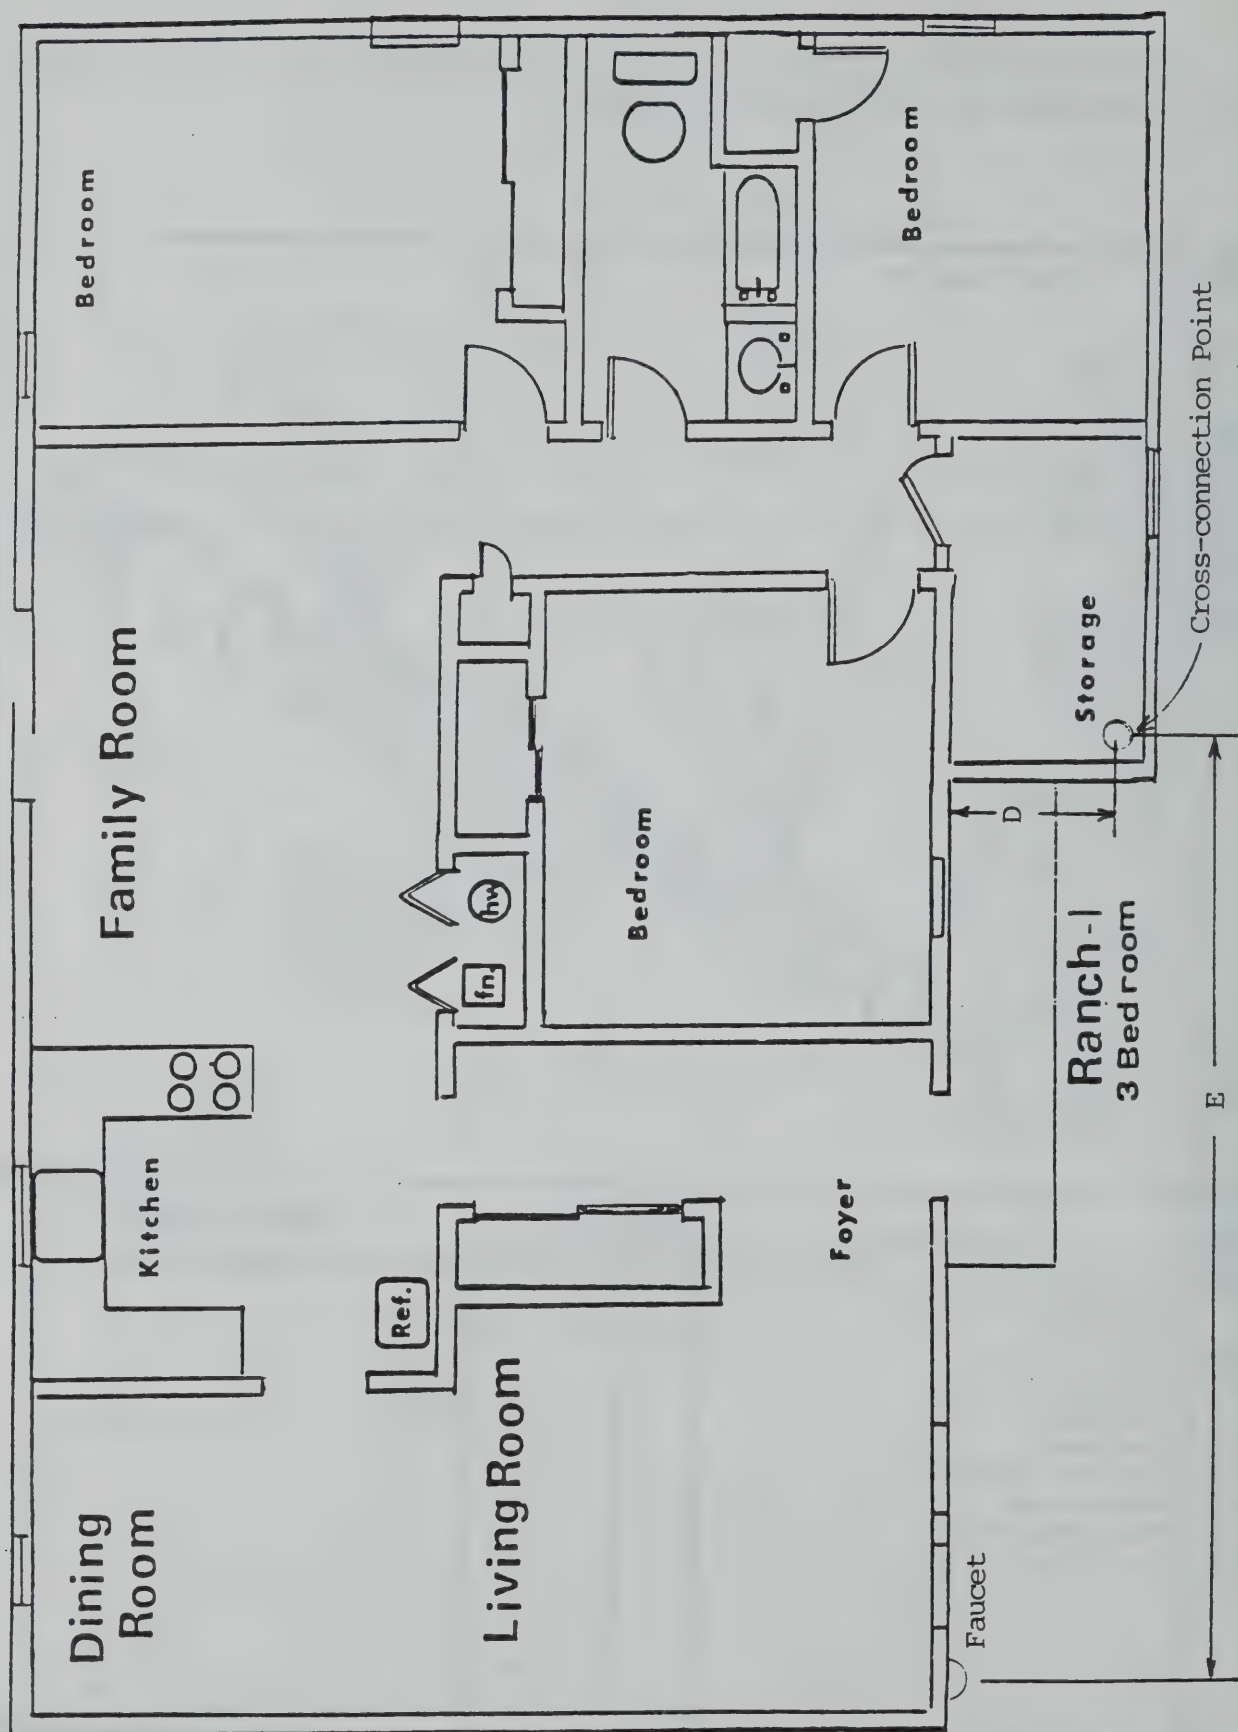 Bedroom
Family Room
Kitchen
Dining
Room
Ref.
Living Room
fn.
hw
Bedroom
Bedroom
Foyer
Storage
D
Ranch-1
3 Bedroom
Faucet
E
Cross-connection Point